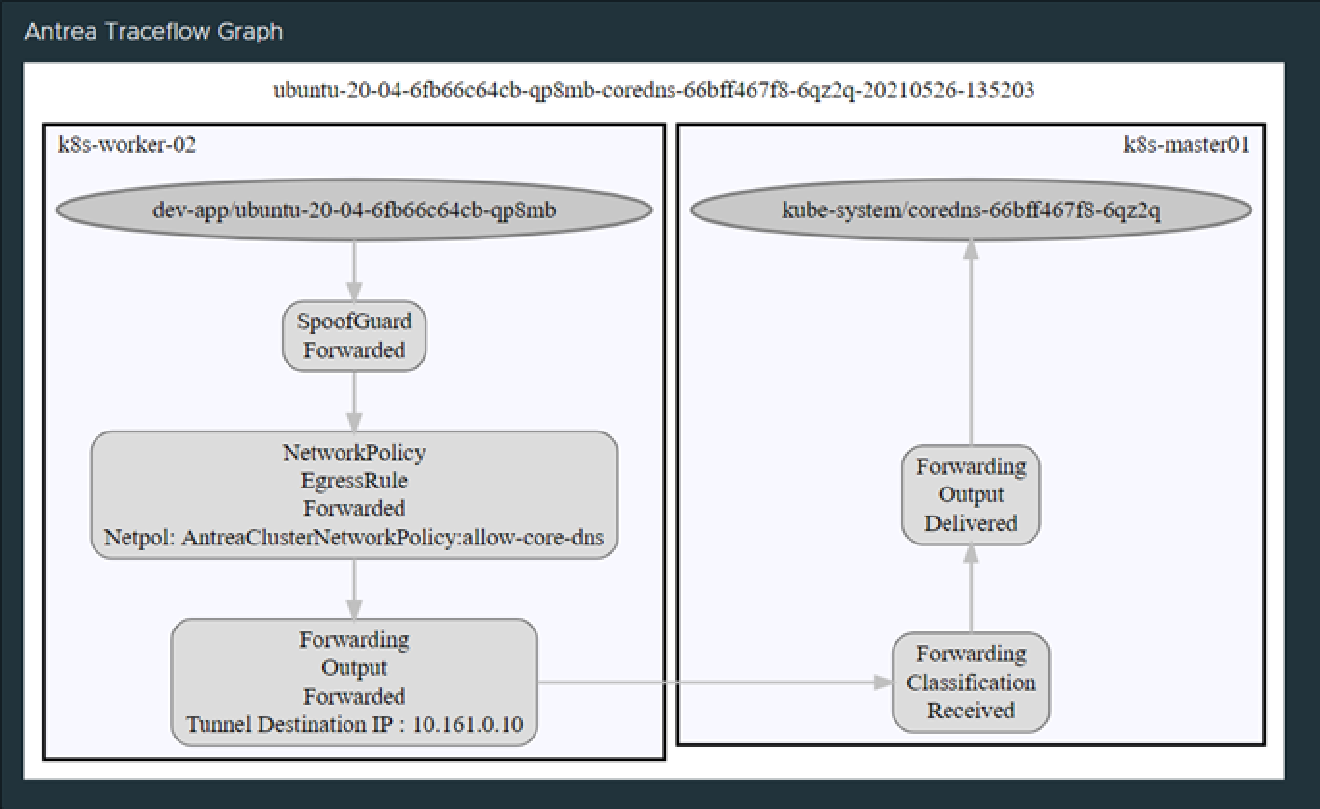 Antrea Traceflow Graph
ubuntu-20-04-6fb66c64cb-qp8mb-coredns-66bff467f8-6qz2q-20210526-135203
k8s-worker-02
dev-app/ubuntu-20-04-6fb66c64cb-qp8mb
SpoofGuard
Forwarded
NetworkPolicy
EgressRule
Forwarded
Netpol: AntreaClusterNetworkPolicy:allow-core-dns
Forwarding
Output
Forwarded
Tunnel Destination IP : 10.161.0.10
k8s-master01
kube-system/coredns-66bff467f8-6qz2q
Forwarding
Output
Delivered
Forwarding
Classification
Received